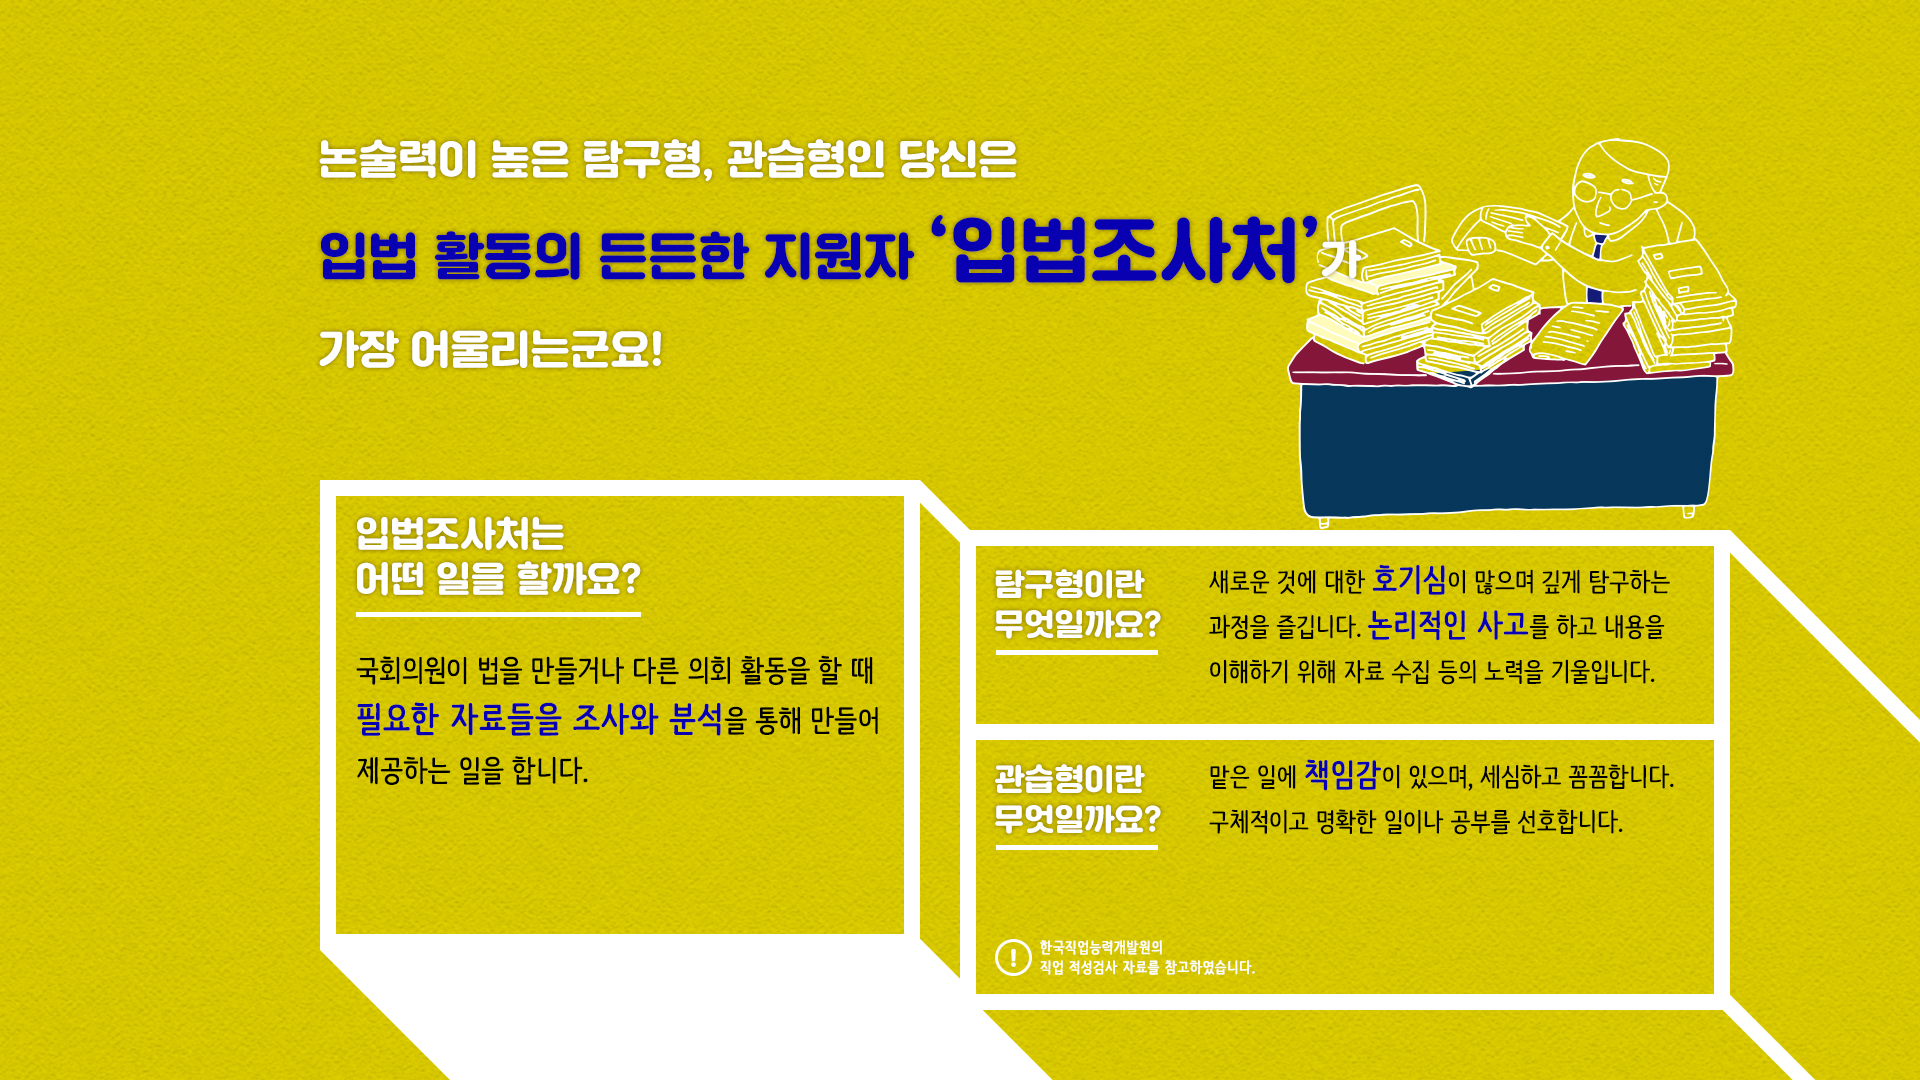 논술력이 높은 탐구형, 관습형인 당신은
입법 활동의 든든한 지원자 ‘입법조사처’가
가장 어울리는군요!
입법조사처는
어떤 일을 할까요?
국회의원이 법을 만들거나 다른 의회 활동을 할 때
필요한 자료들을 조사와 분석을 통해 만들어
제공하는 일을 합니다.
탐구형이란
무엇일까요?
새로운 것에 대한 호기심이 많으며 깊게 탐구하는
과정을 즐깁니다. 논리적인 사고를 하고 내용을
이해하기 위해 자료 수집 등의 노력을 기울입니다.
관습형이란
무엇일까요?
맡은 일에 책임감이 있으며, 세심하고 꼼꼼합니다.
구체적이고 명확한 일이나 공부를 선호합니다.
한국직업능력개발원의
직업 적성검사 자료를 참고하였습니다.